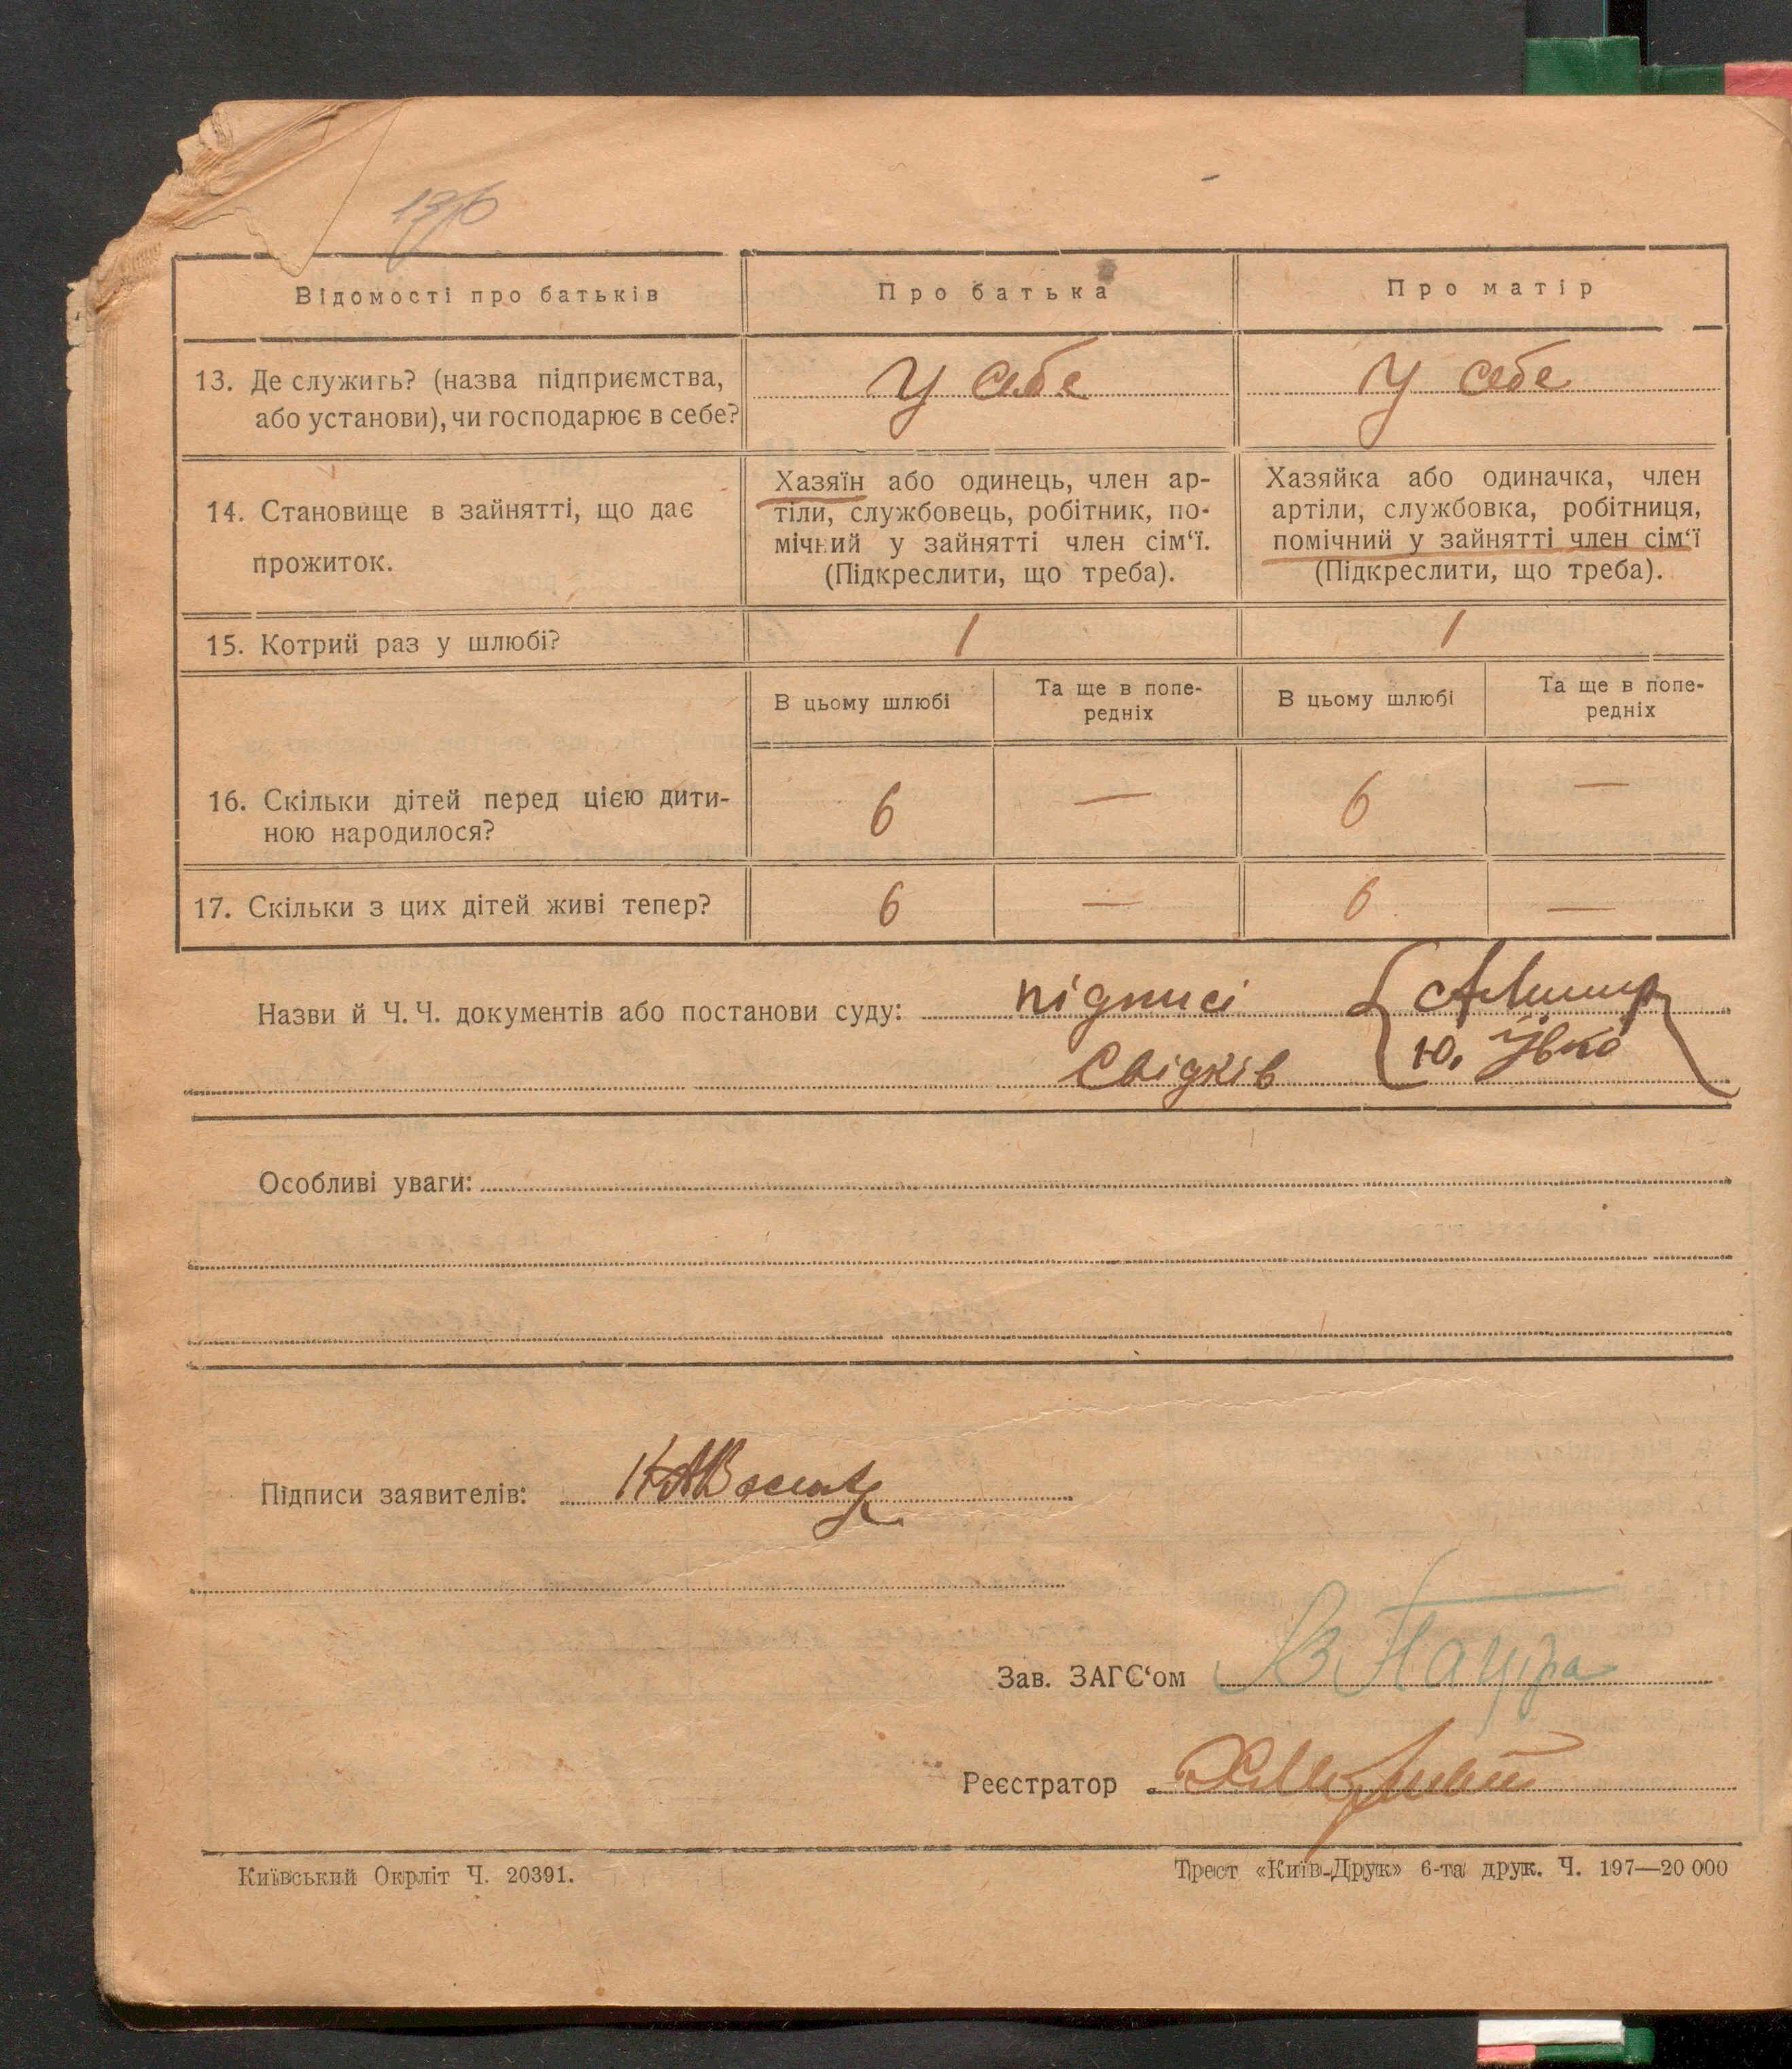 Відомості про батьків
Про батька
Про матір
13. Де служить? (назва підприємства,
або установи), чи господарює в себе?
У себе
У себе
14. Становище в зайнятті, що дає
прожиток.
Хазяїн або одинець, член ар-
тіли, службовець, робітник, по-
мічний у зайнятті член сім‘ї.
(Підкреслити, що треба).
Хазяйка або одиначка, член
артіли, службовка, робітниця,
помічний у зайнятті член сім‘ї
(Підкреслити, що треба).
15. Котрий раз у шлюбі?
1
1
В цьому шлюбі
Та ще в попе-
редніх
В цьому шлюбі
Та ще в попе-
редніх
16. Скільки дітей перед цією дити-
ною народилося?
6
—
6
—
17. Скільки з цих дітей живі тепер?
6
—
6
—
Назви й Ч. Ч. документів або постанови суду: підписі
свідків
Особливі уваги:
Підписи заявителів:
Зав. ЗАГС‘ом
Реєстратор
Київський Окрліт Ч. 20391.
Трест «Київ-Друк» 6-та друк. Ч. 197—20 000